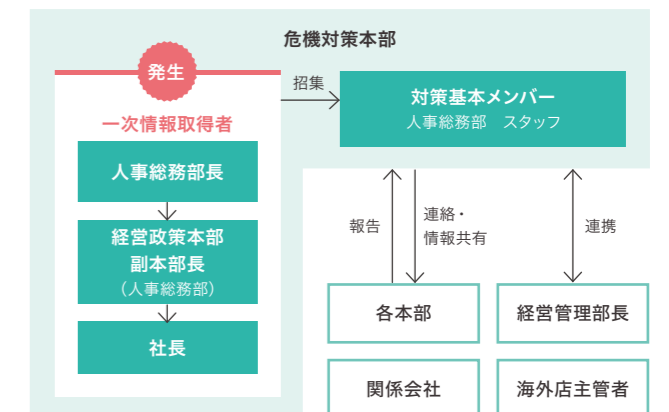 危機対策本部
発生
一次情報取得者
人事総務部長
経営政策本部
副本部長
（人事総務部）
社長
招集
対策基本メンバー
人事総務部　スタッフ
報告
連絡・
情報共有
連携
各本部
経営管理部長
関係会社
海外店主管者